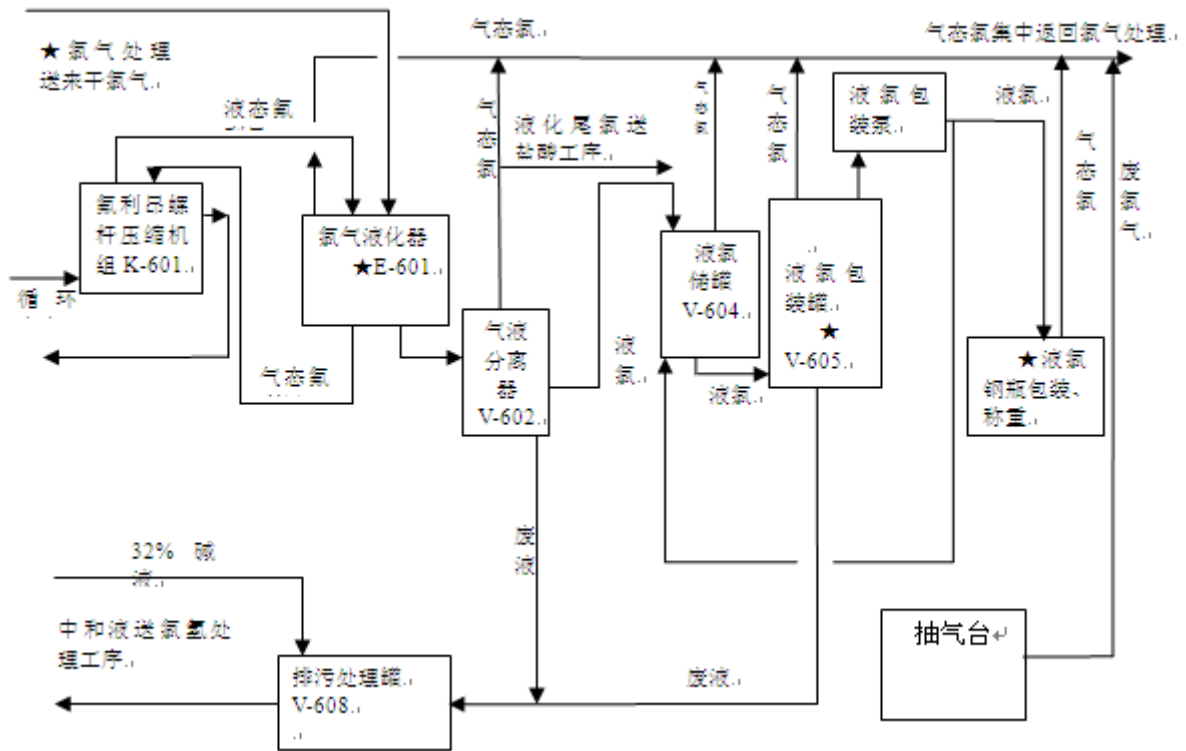 气态氯.
气态氯集中返回氯气处理.
★氯气处理
送来干氯气.
液态氟
气态氯
液化尾氯送
盐酸工序.
气态氯
气态氯
液氯包
装泵.
液氯.
气态氯
废氯气
氟利昂螺
杆压缩机
组K-601.
氯气液化器
★E-601.
液氯
储罐
V-604.
液氯包
装罐.
★
V-605.
循环
气态氟
气液
分离
器
V-602.
液氯.
液氯.
★液氯
钢瓶包装、
称重.
废液
32% 碱
液.
中和液送氯氢处
理工序.
排污处理罐.
V-608.
废液.
抽气台↵